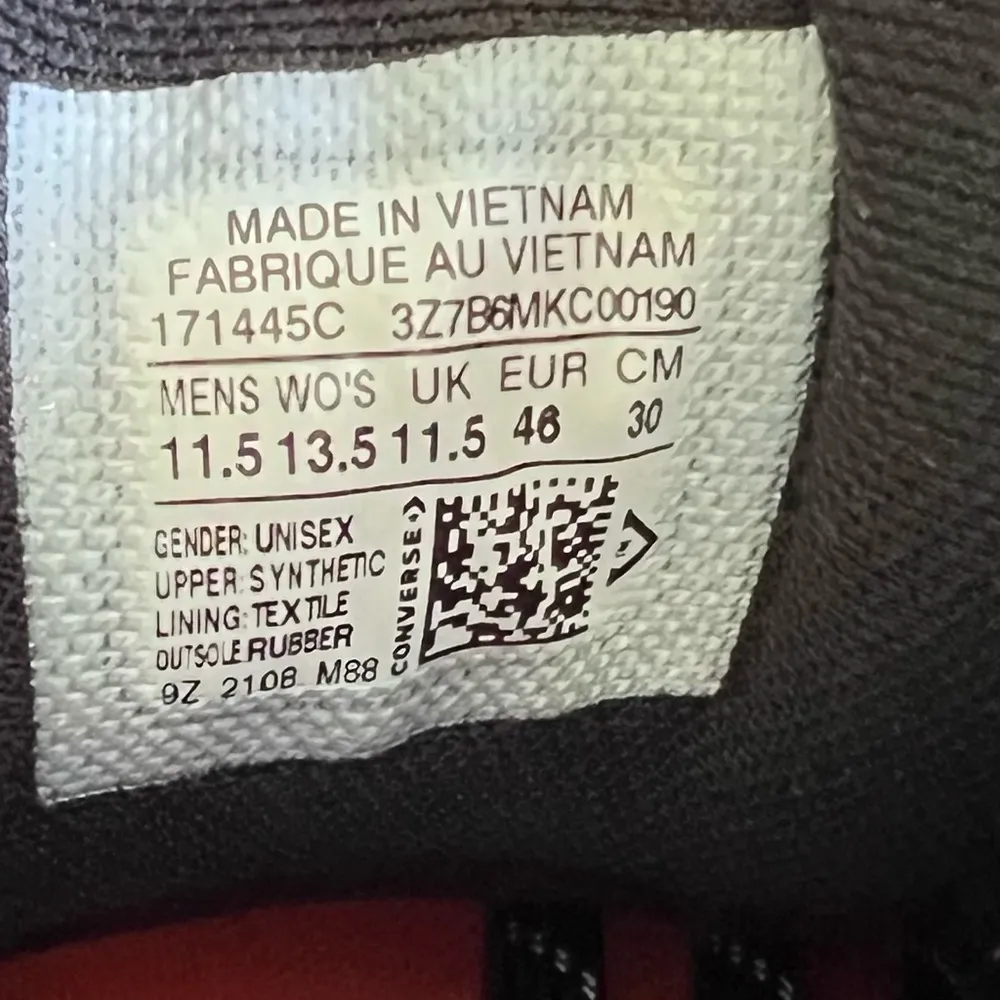 MADE IN VIETNAM
FABRIQUE AU VIETNAM
171445C 3Z7B6MKC00190
MENS WO'S UK EUR CM
11.5 13.5 11.5 46 30
GENDER: UNISEX
UPPER: SYNTHETIC
LINING: TEXTILE
OUTSOLE RUBBER
9Z 2108 M88
CONVERSE